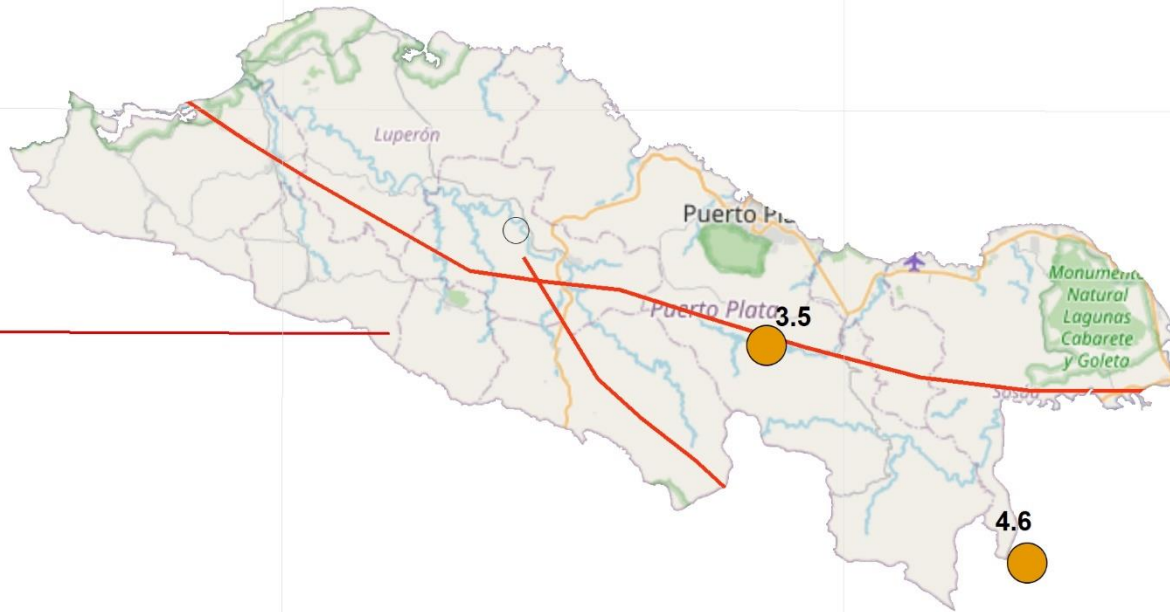 Luperón
Puerto Pla
Monumento
Natural
Lagunas
Cabarete
y Goleta
Puerto Plata
3.5
Sosúa
4.6